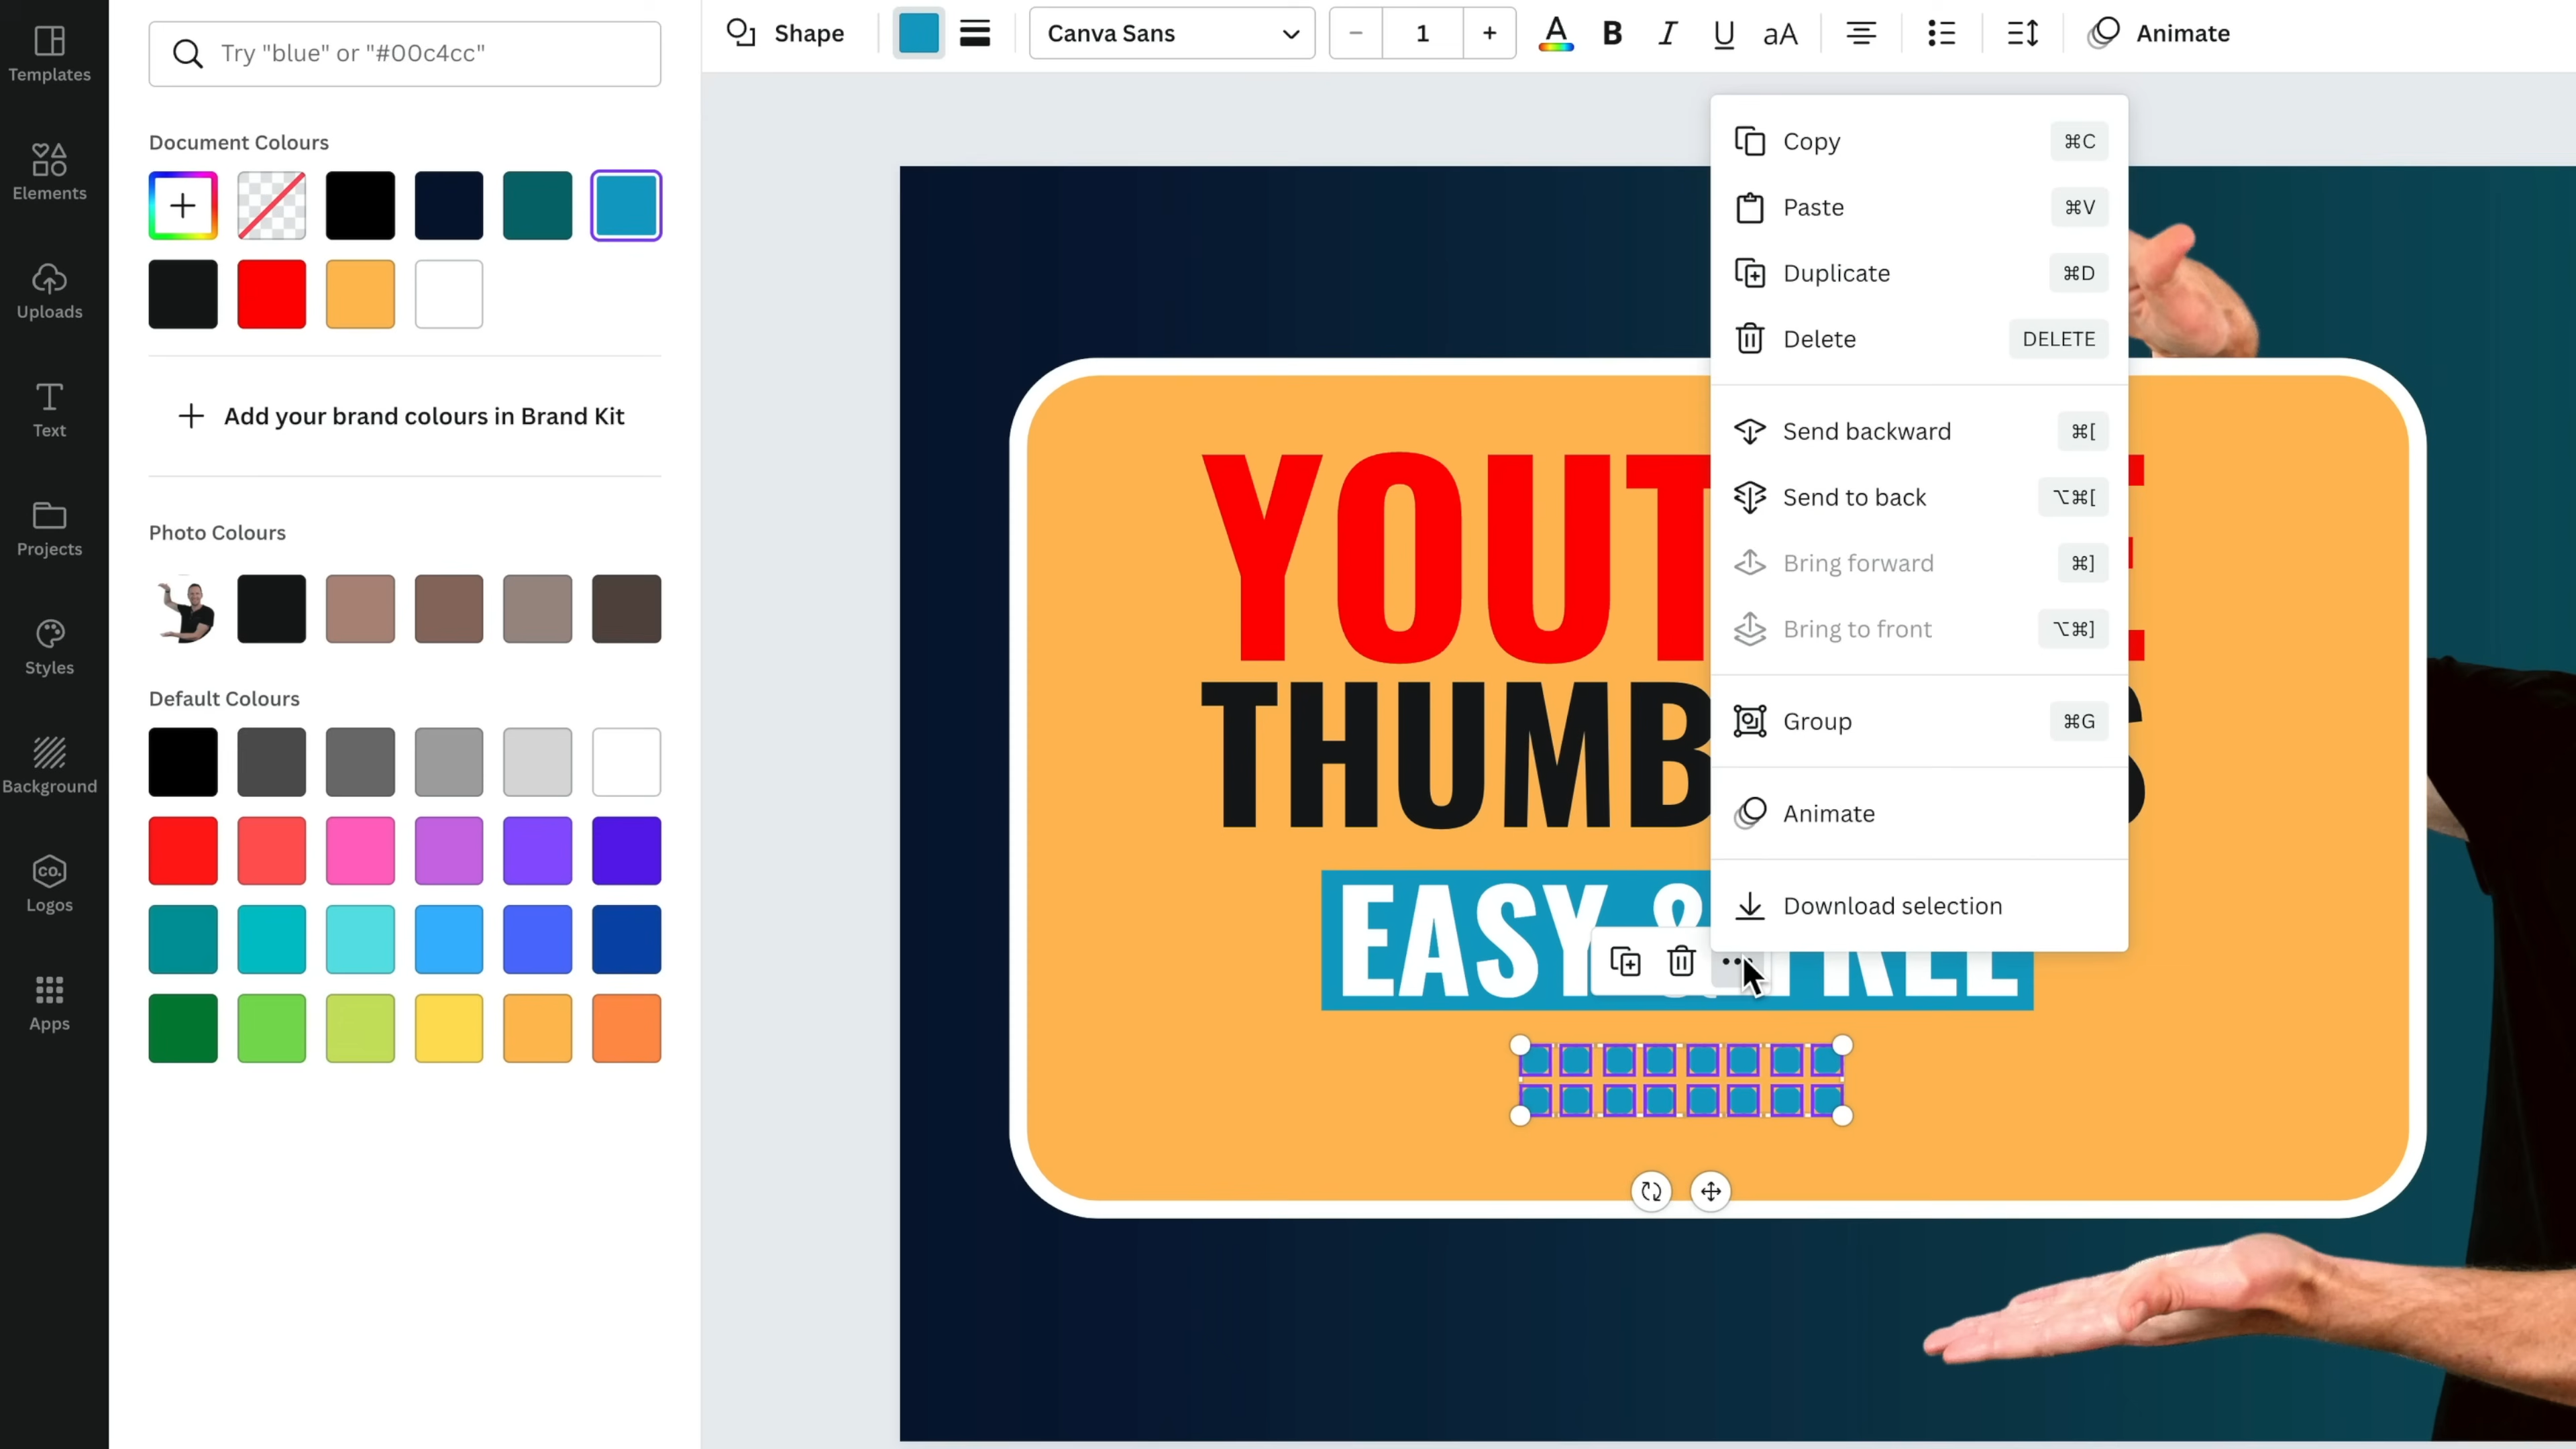 Templates
Elements
Uploads
Text
Projects
Styles
Background
CO.
Logos
Apps
Try "blue" or "#00c4cc"
Document Colours
+ Add your brand colours in Brand Kit
Photo Colours
Default Colours
Shape
Canva Sans
− 1 +
A B I U aA
Animate
Copy ⌘C
Paste ⌘V
Duplicate ⌘D
Delete DELETE
Send backward ⌘[
Send to back ⌥⌘[
Bring forward ⌘]
Bring to front ⌥⌘]
Group ⌘G
Animate
Download selection
YOUT E
THUMB S
EASY & FREE